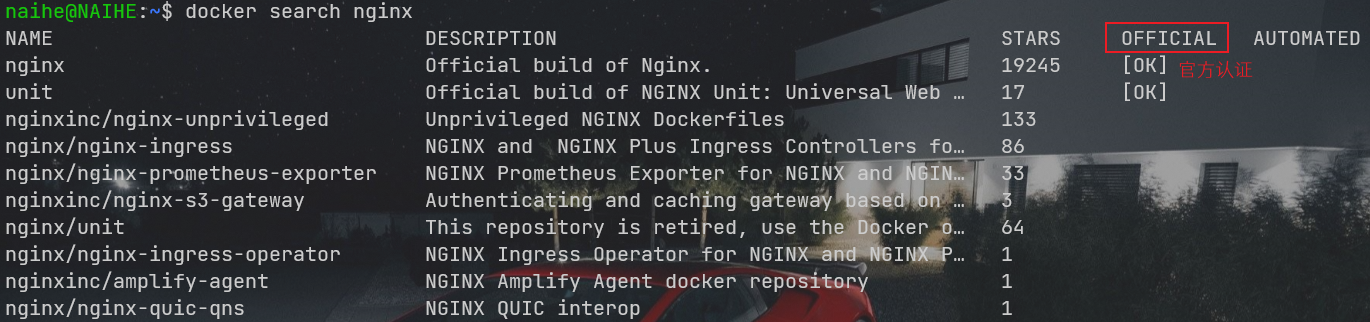 naihe@NAIHE:~$ docker search nginx
NAME DESCRIPTION STARS OFFICIAL AUTOMATED
nginx Official build of Nginx. 19245 [OK] 官方认证
unit Official build of NGINX Unit: Universal Web … 17 [OK]
nginxinc/nginx-unprivileged Unprivileged NGINX Dockerfiles 133
nginx/nginx-ingress NGINX and  NGINX Plus Ingress Controllers fo… 86
nginx/nginx-prometheus-exporter NGINX Prometheus Exporter for NGINX and NGIN… 33
nginxinc/nginx-s3-gateway Authenticating and caching gateway based on … 3
nginx/unit This repository is retired, use the Docker o… 64
nginx/nginx-ingress-operator NGINX Ingress Operator for NGINX and NGINX P… 1
nginxinc/amplify-agent NGINX Amplify Agent docker repository 1
nginx/nginx-quic-qns NGINX QUIC interop 1